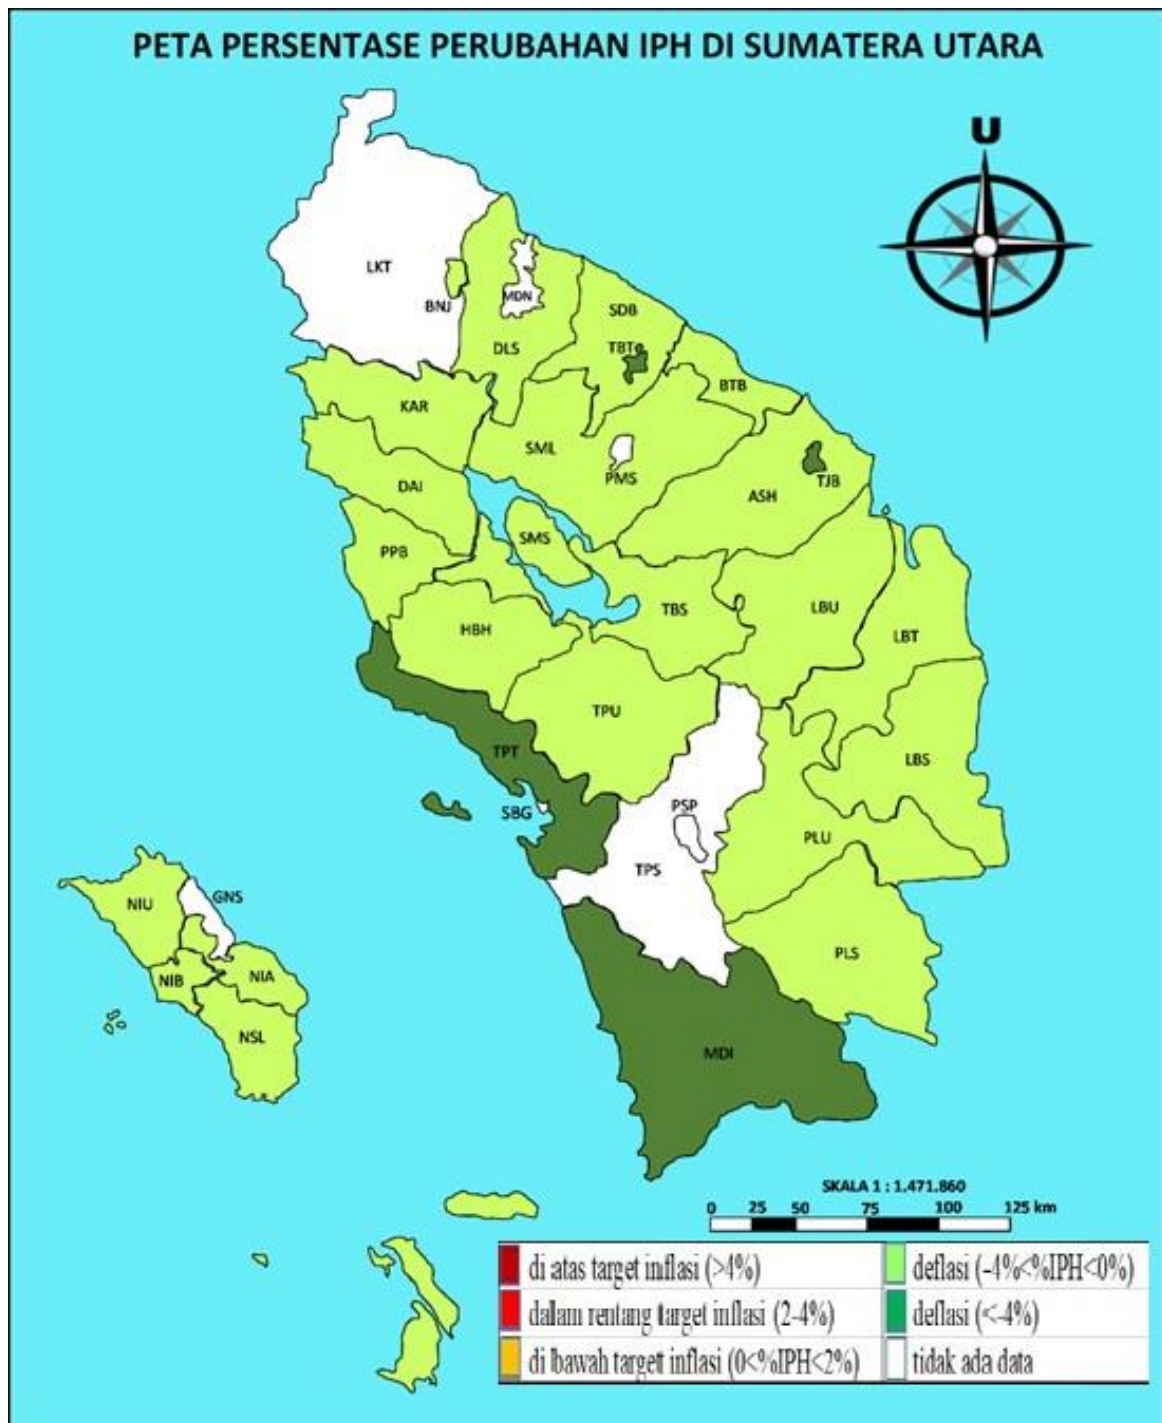 PETA PERSENTASE PERUBAHAN IPH DI SUMATERA UTARA
U
LKT
BNJ
MDN
DLS
SDB
TBT
BTB
KAR
SML
PMS
TJB
ASH
DAI
SMS
PPB
TBS
LBU
HBH
LBT
TPU
TPT
LBS
SBG
PSP
PLU
TPS
NIU
GNS
PLS
NIB
NIA
NSL
MDI
SKALA 1 : 1.471.860
0 25 50 75 100 125 km
di atas target inflasi (>4%)
deflasi (-4%<%IPH<0%)
dalam rentang target inflasi (2-4%)
deflasi (<-4%)
di bawah target inflasi (0<%IPH<2%)
tidak ada data